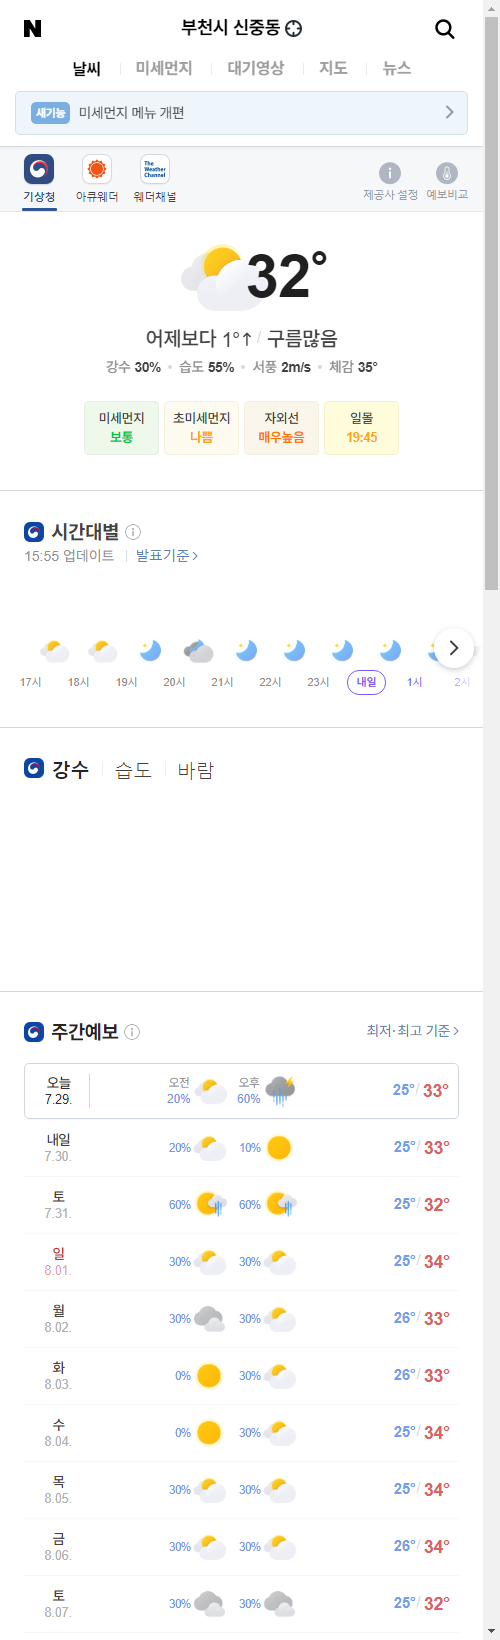 N
부천시 신중동
날씨 미세먼지 대기영상 지도 뉴스
새기능 미세먼지 메뉴 개편
The Weather Channel
기상청 아큐웨더 웨더채널 제공사 설정 예보비교
32°
어제보다 1°↑ / 구름많음
강수 30% • 습도 55% • 서풍 2m/s • 체감 35°
미세먼지 초미세먼지 자외선 일몰
보통 나쁨 매우높음 19:45
시간대별
15:55 업데이트 발표기준
17시 18시 19시 20시 21시 22시 23시 내일 1시 2시
강수 습도 바람
주간예보 최저·최고 기준
오늘 7.29. 오전 20% 오후 60% 25° / 33°
내일 7.30. 20% 10% 25° / 33°
토 7.31. 60% 60% 25° / 32°
일 8.01. 30% 30% 25° / 34°
월 8.02. 30% 30% 26° / 33°
화 8.03. 0% 30% 26° / 33°
수 8.04. 0% 30% 25° / 34°
목 8.05. 30% 30% 25° / 34°
금 8.06. 30% 30% 26° / 34°
토 8.07. 30% 30% 25° / 32°